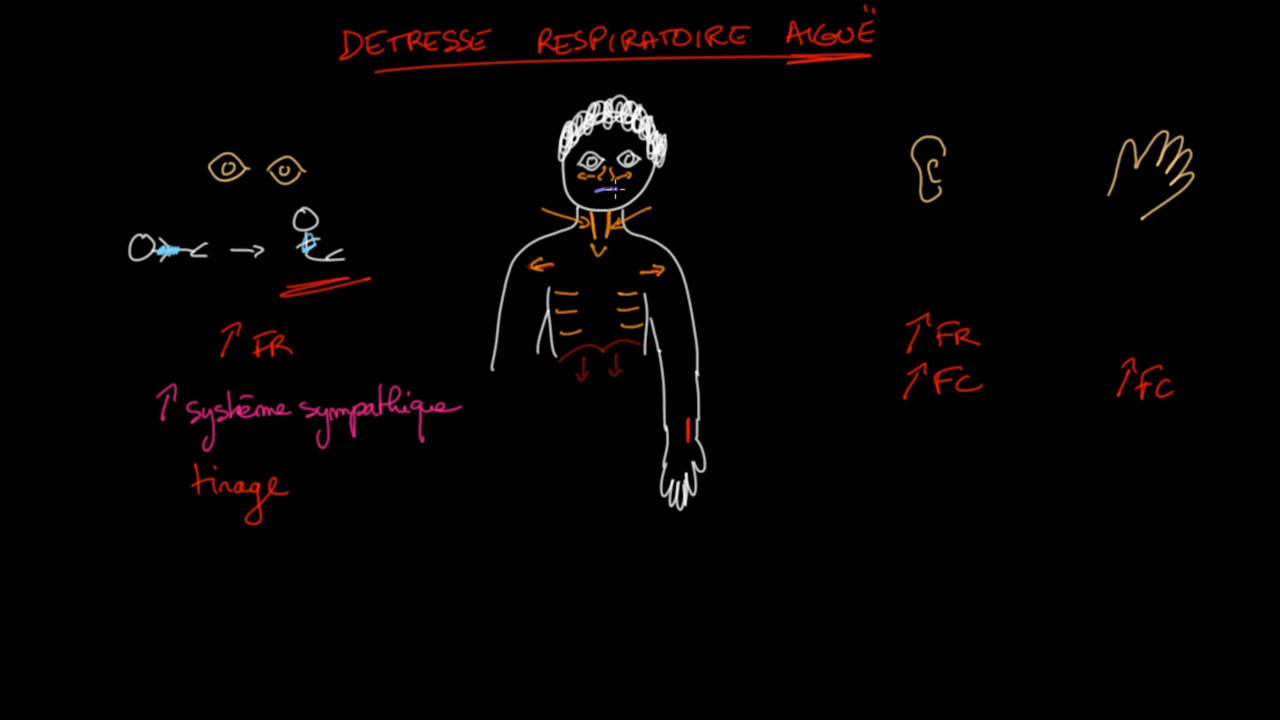 DETRESSE RESPIRATOIRE AIGUË
↑ FR
↑ système sympathique
tirage
↑ FR
↑ FC
↑ FC